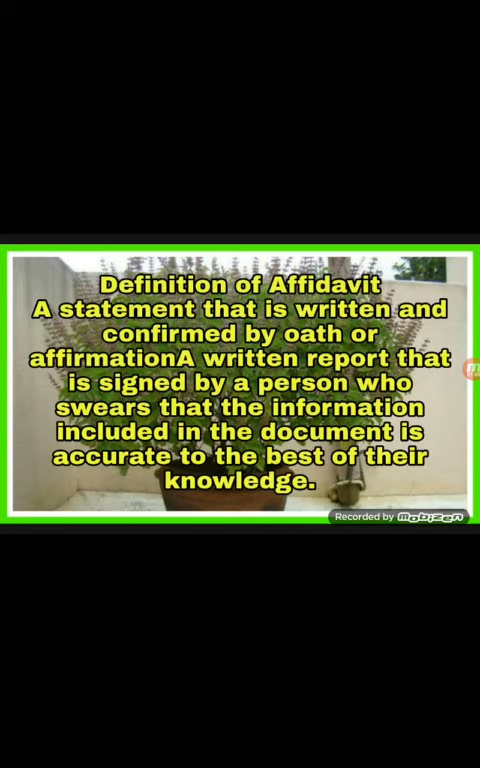 Definition of Affidavit
A statement that is written and
confirmed by oath or
affirmationA written report that
is signed by a person who
swears that the information
included in the document is
accurate to the best of their
knowledge.
Recorded by Mobizen